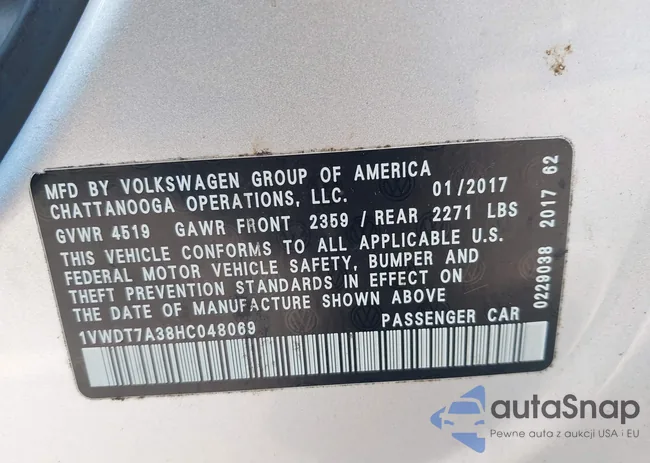 MFD BY VOLKSWAGEN GROUP OF AMERICA
CHATTANOOGA OPERATIONS, LLC. 01/2017
GVWR 4519 GAWR FRONT 2359 / REAR 2271 LBS
THIS VEHICLE CONFORMS TO ALL APPLICABLE U.S.
FEDERAL MOTOR VEHICLE SAFETY, BUMPER AND
THEFT PREVENTION STANDARDS IN EFFECT ON
THE DATE OF MANUFACTURE SHOWN ABOVE
1VWDT7A38HC048069 PASSENGER CAR
0229038 2017 62
autaSnap
Pewne auta z aukcji USA i EU